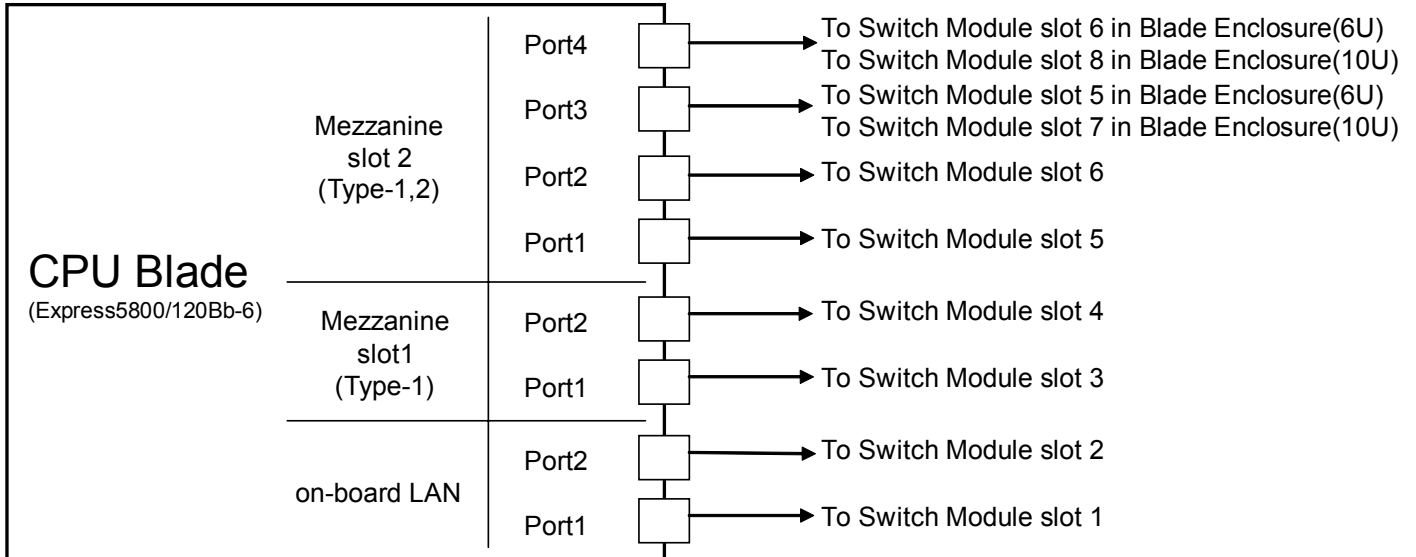 Port4
To Switch Module slot 6 in Blade Enclosure(6U)
To Switch Module slot 8 in Blade Enclosure(10U)
Port3
To Switch Module slot 5 in Blade Enclosure(6U)
To Switch Module slot 7 in Blade Enclosure(10U)
Mezzanine
slot 2
(Type-1,2)
Port2
To Switch Module slot 6
Port1
To Switch Module slot 5
CPU Blade
(Express5800/120Bb-6)
Mezzanine
slot1
(Type-1)
Port2
To Switch Module slot 4
Port1
To Switch Module slot 3
on-board LAN
Port2
To Switch Module slot 2
Port1
To Switch Module slot 1